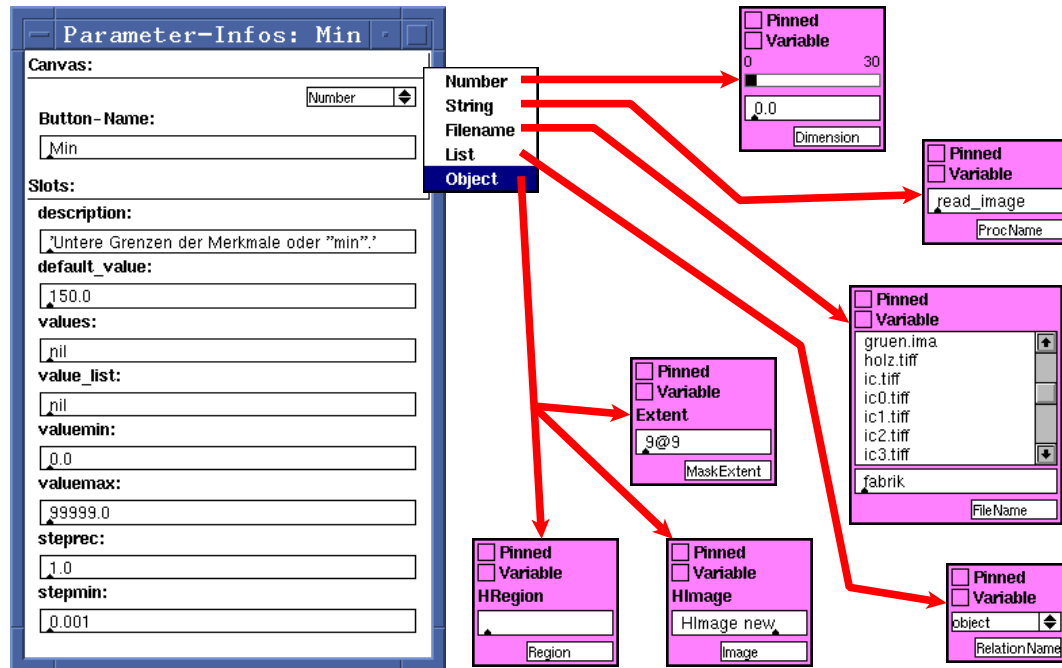 Parameter-Infos: Min
Canvas:
Number
Button-Name:
Min
Slots:
description:
'Untere Grenzen der Merkmale oder "min".'
default_value:
150.0
values:
nil
value_list:
nil
valuemin:
0.0
valuemax:
99999.0
steprec:
1.0
stepmin:
0.001
Number
String
Filename
List
Object
Pinned
Variable
0 30
0.0
Dimension
Pinned
Variable
read_image
ProcName
Pinned
Variable
gruen.ima
holz.tiff
ic.tiff
ic0.tiff
ic1.tiff
ic2.tiff
ic3.tiff
fabrik
FileName
Pinned
Variable
Extent
9@9
MaskExtent
Pinned
Variable
HRegion
Region
Pinned
Variable
HImage
HImage new
Image
Pinned
Variable
object
RelationName